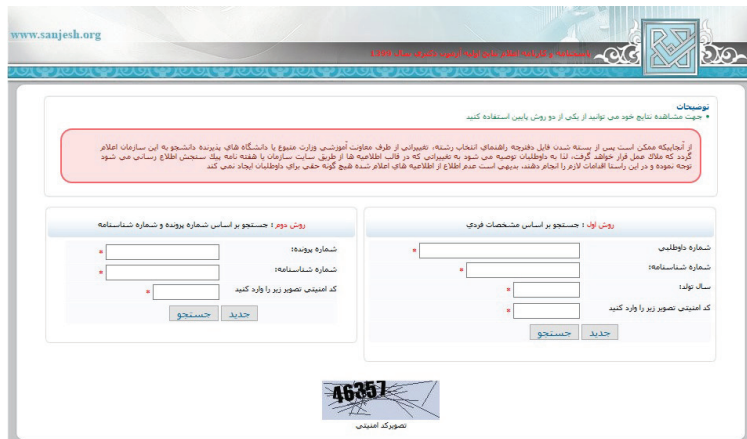 www.sanjesh.org
توضیحات
جهت مشاهده نتایج خود می توانید از یکی از دو روش پایین استفاده کنید
از آنجاییکه ممکن است پس از بسته شدن فایل دفترچه راهنمای انتخاب رشته، تغییراتی از طرف معاونت آموزشی وزارت متبوع یا دانشگاه های پذیرنده دانشجو به این سازمان اعلام
گردد که ملاک عمل قرار خواهد گرفت، لذا به داوطلبان توصیه می شود به تغییراتی که در قالب اطلاعیه ها از طریق سایت سازمان یا هفته نامه پیک سنجش اطلاع رسانی می شود
توجه نموده و در این راستا اقدامات لازم را انجام دهند، بدیهی است عدم اطلاع از اطلاعیه های اعلام شده هیچ گونه حقی برای داوطلبان ایجاد نمی کند
روش اول : جستجو بر اساس مشخصات فردي
شماره داوطلبی
شماره شناسنامه:
سال تولد:
کد امنیتی تصویر زیر را وارد کنید
جدید جستجو
روش دوم : جستجو بر اساس شماره پرونده و شماره شناسنامه
شماره پرونده:
شماره شناسنامه:
کد امنیتی تصویر زیر را وارد کنید
جدید جستجو
46357
تصویرکد امنیتی